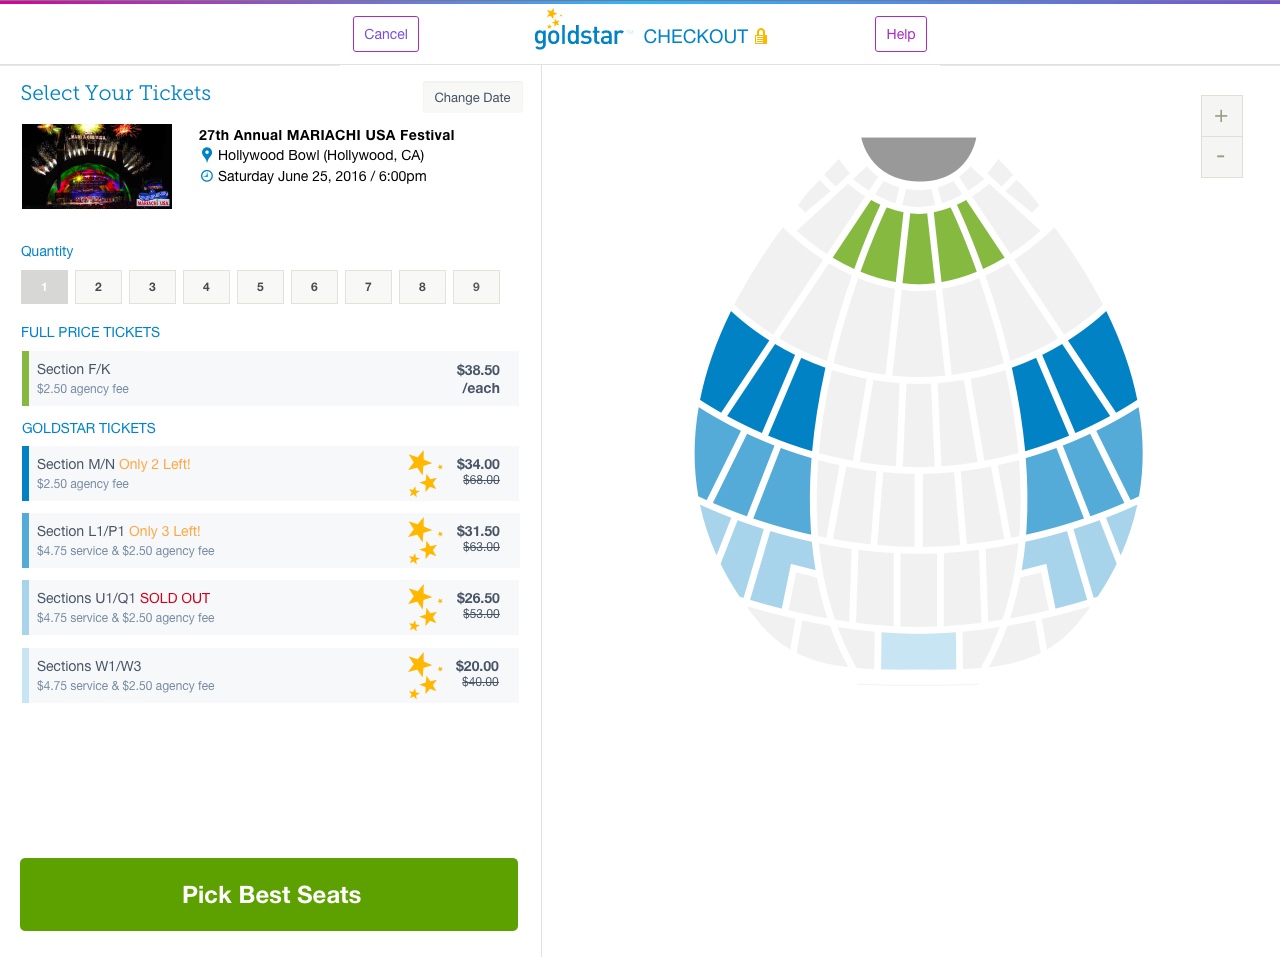 Cancel
goldstar CHECKOUT
Help
Select Your Tickets
Change Date
27th Annual MARIACHI USA Festival
Hollywood Bowl (Hollywood, CA)
Saturday June 25, 2016 / 6:00pm
MARIACHI USA
Quantity
1 2 3 4 5 6 7 8 9
FULL PRICE TICKETS
Section F/K $38.50
$2.50 agency fee /each
GOLDSTAR TICKETS
Section M/N Only 2 Left! $34.00
$2.50 agency fee $68.00
Section L1/P1 Only 3 Left! $31.50
$4.75 service & $2.50 agency fee $63.00
Sections U1/Q1 SOLD OUT $26.50
$4.75 service & $2.50 agency fee $53.00
Sections W1/W3 $20.00
$4.75 service & $2.50 agency fee $40.00
Pick Best Seats
+
-